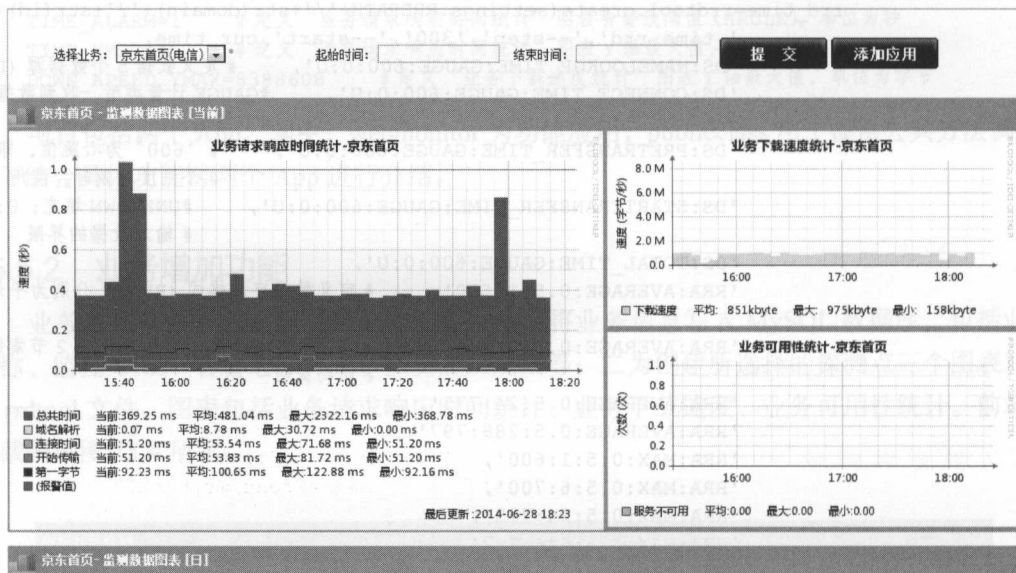 选择业务: 京东首页(电信) * 起始时间: 结束时间: 提 交 添加应用
京东首页 - 监测数据图表 [当前]
业务请求响应时间统计-京东首页
速度 (秒)
1.0
0.8
0.6
0.4
0.2
0.0
15:40 16:00 16:20 16:40 17:00 17:20 17:40 18:00 18:20
总共时间 当前:369.25 ms 平均:481.04 ms 最大:2322.16 ms 最小:368.78 ms
域名解析 当前:0.07 ms 平均:8.78 ms 最大:30.72 ms 最小:0.00 ms
连接时间 当前:51.20 ms 平均:53.54 ms 最大:71.68 ms 最小:51.20 ms
开始传输 当前:51.20 ms 平均:53.83 ms 最大:81.72 ms 最小:51.20 ms
第一字节 当前:92.23 ms 平均:100.65 ms 最大:122.88 ms 最小:92.16 ms
(报警值)
最后更新:2014-06-28 18:23
业务下载速度统计-京东首页
速度 (字节/秒)
8.0 M
6.0 M
4.0 M
2.0 M
0.0
16:00 17:00 18:00
下载速度 平均: 851kbyte 最大: 975kbyte 最小: 158kbyte
业务可用性统计-京东首页
次数 (次)
1.0
0.8
0.6
0.4
0.2
0.0
16:00 17:00 18:00
服务不可用 平均:0.00 最大:0.00 最小:0.00
京东首页- 监测数据图表 [日]